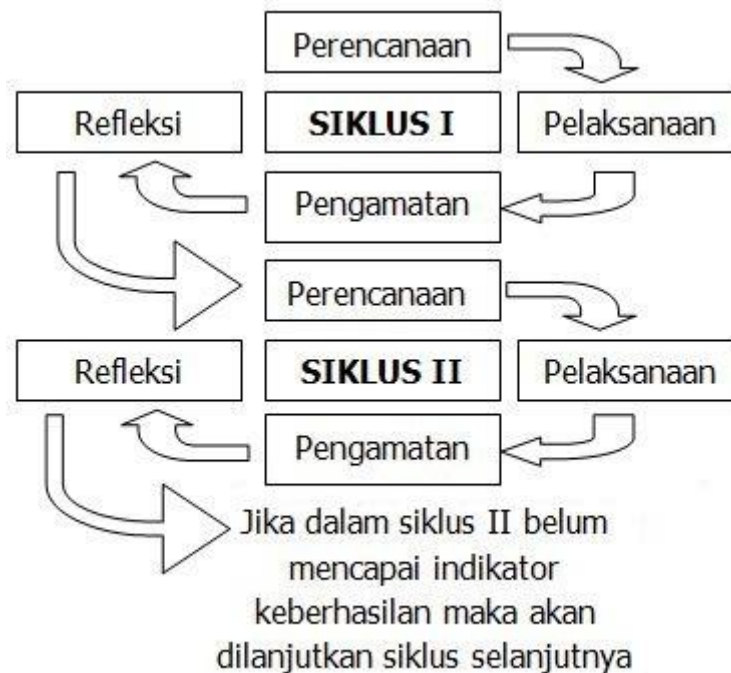 Perencanaan
Refleksi
SIKLUS I
Pelaksanaan
Pengamatan
Perencanaan
Refleksi
SIKLUS II
Pelaksanaan
Pengamatan
Jika dalam siklus II belum
mencapai indikator
keberhasilan maka akan
dilanjutkan siklus selanjutnya